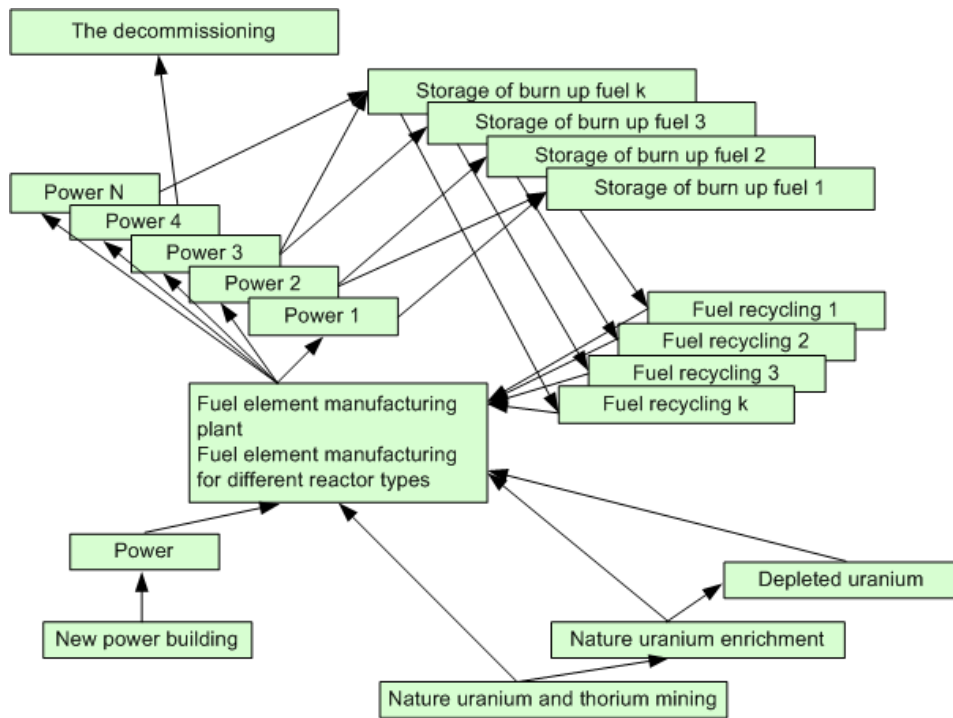 The decommissioning
Storage of burn up fuel k
Storage of burn up fuel 3
Storage of burn up fuel 2
Storage of burn up fuel 1
Power N
Power 4
Power 3
Power 2
Power 1
Fuel recycling 1
Fuel recycling 2
Fuel recycling 3
Fuel recycling k
Fuel element manufacturing
plant
Fuel element manufacturing
for different reactor types
Power
Depleted uranium
New power building
Nature uranium enrichment
Nature uranium and thorium mining